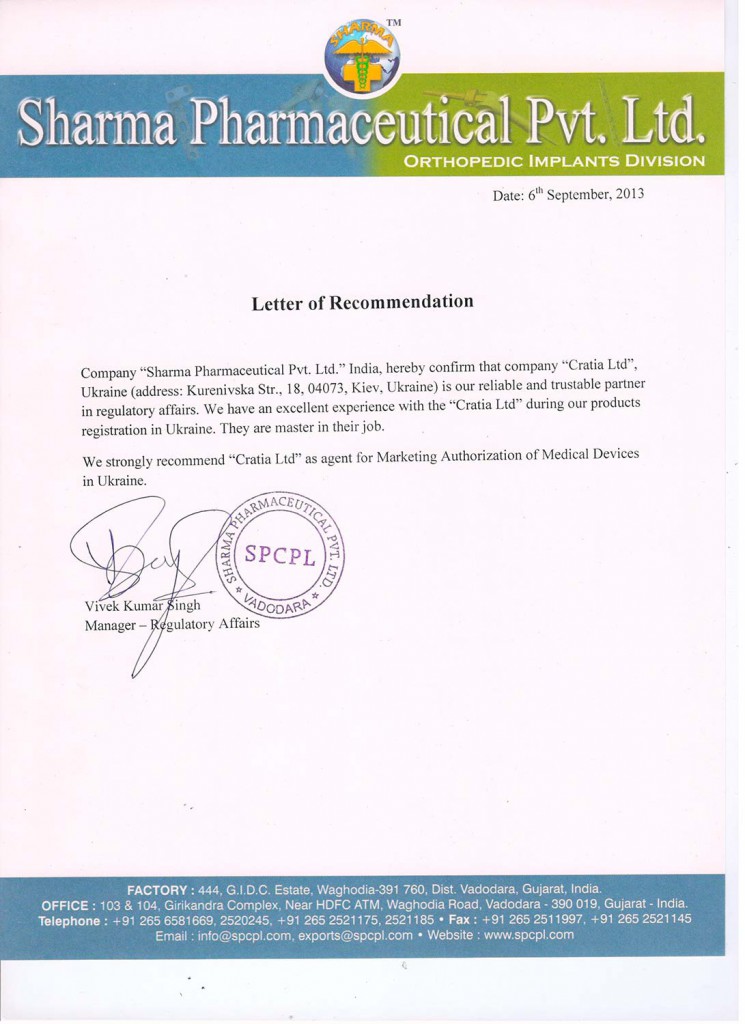 SHARMA
TM
Sharma Pharmaceutical Pvt. Ltd.
ORTHOPEDIC IMPLANTS DIVISION
Date: 6th September, 2013
Letter of Recommendation
Company “Sharma Pharmaceutical Pvt. Ltd.” India, hereby confirm that company “Cratia Ltd”,
Ukraine (address: Kurenivska Str., 18, 04073, Kiev, Ukraine) is our reliable and trustable partner
in regulatory affairs. We have an excellent experience with the “Cratia Ltd” during our products
registration in Ukraine. They are master in their job.
We strongly recommend “Cratia Ltd” as agent for Marketing Authorization of Medical Devices
in Ukraine.
SHARMA PHARMACEUTICAL PVT. LTD.
SPCPL
★ VADODARA ★
Vivek Kumar Singh
Manager – Regulatory Affairs
FACTORY : 444, G.I.D.C. Estate, Waghodia-391 760, Dist. Vadodara, Gujarat, India.
OFFICE : 103 & 104, Girikandra Complex, Near HDFC ATM, Waghodia Road, Vadodara - 390 019, Gujarat - India.
Telephone : +91 265 6581669, 2520245, +91 265 2521175, 2521185 • Fax : +91 265 2511997, +91 265 2521145
Email : info@spcpl.com, exports@spcpl.com • Website : www.spcpl.com